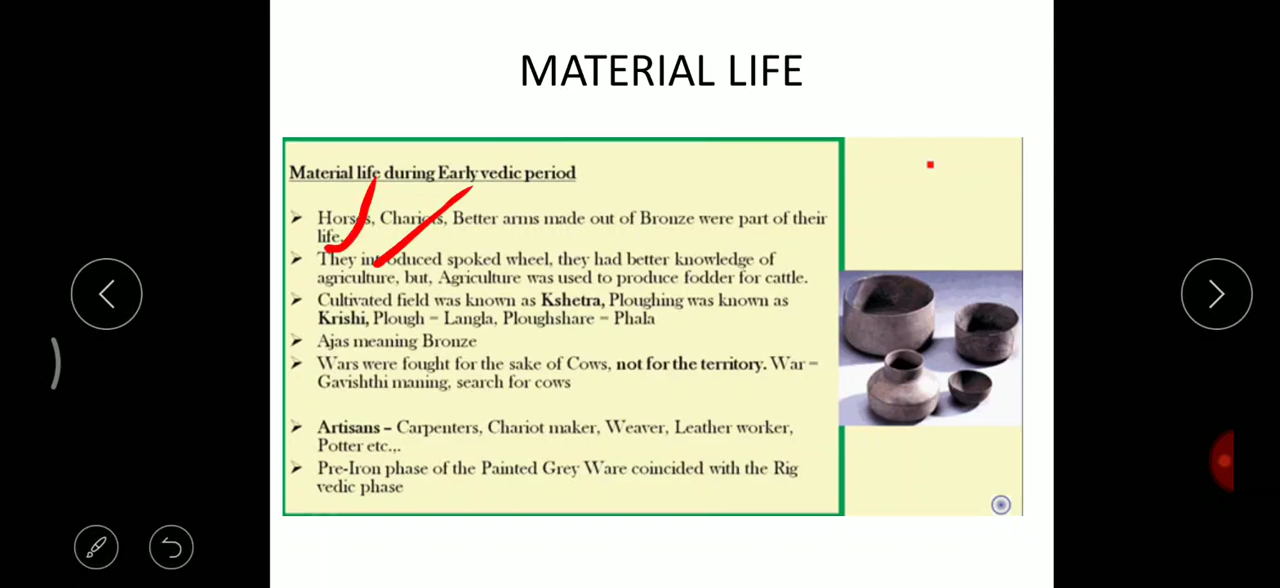 MATERIAL LIFE
Material life during Early vedic period
➢ Horses, Chariots, Better arms made out of Bronze were part of their
life.
➢ They introduced spoked wheel, they had better knowledge of
agriculture, but, Agriculture was used to produce fodder for cattle.
➢ Cultivated field was known as Kshetra, Ploughing was known as
Krishi, Plough = Langla, Ploughshare = Phala
➢ Ajas meaning Bronze
➢ Wars were fought for the sake of Cows, not for the territory. War =
Gavishthi maning, search for cows
➢ Artisans – Carpenters, Chariot maker, Weaver, Leather worker,
Potter etc.,.
➢ Pre-Iron phase of the Painted Grey Ware coincided with the Rig
vedic phase